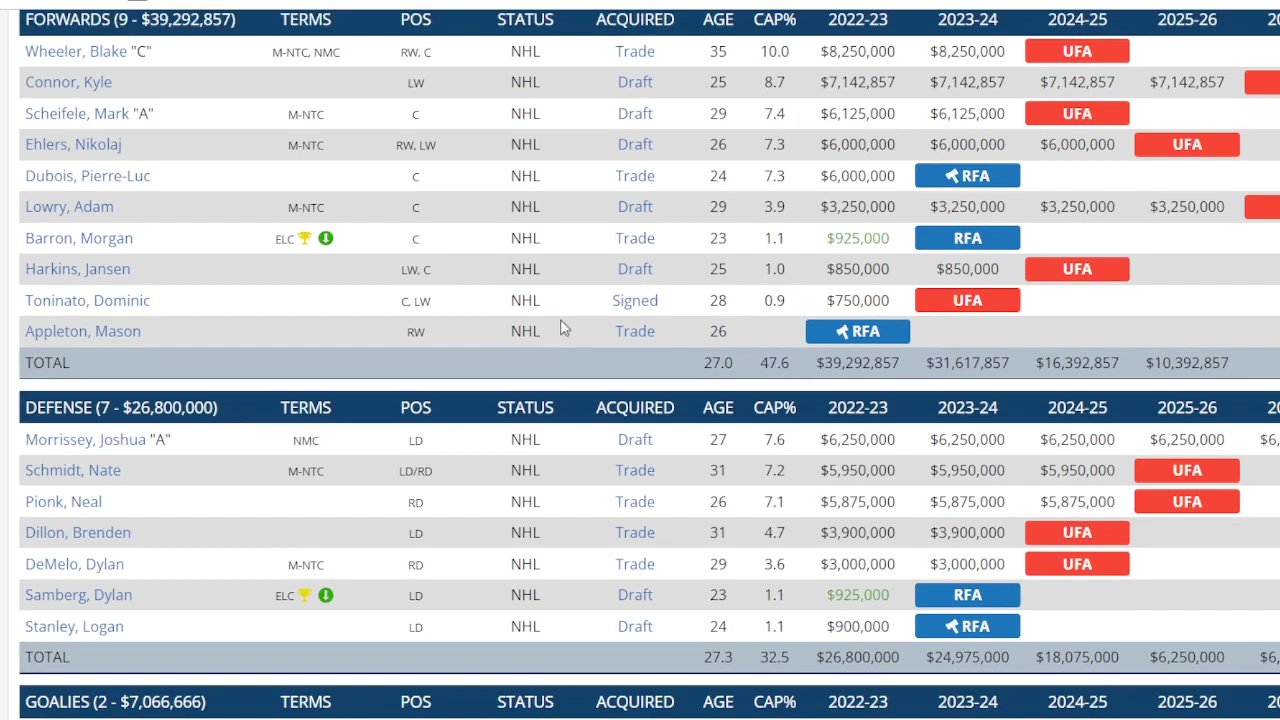 FORWARDS (9 - $39,292,857) TERMS POS STATUS ACQUIRED AGE CAP% 2022-23 2023-24 2024-25 2025-26
Wheeler, Blake "C" M-NTC, NMC RW, C NHL Trade 35 10.0 $8,250,000 $8,250,000 UFA
Connor, Kyle LW NHL Draft 25 8.7 $7,142,857 $7,142,857 $7,142,857 $7,142,857
Scheifele, Mark "A" M-NTC C NHL Draft 29 7.4 $6,125,000 $6,125,000 UFA
Ehlers, Nikolaj M-NTC RW, LW NHL Draft 26 7.3 $6,000,000 $6,000,000 $6,000,000 UFA
Dubois, Pierre-Luc C NHL Trade 24 7.3 $6,000,000 RFA
Lowry, Adam M-NTC C NHL Draft 29 3.9 $3,250,000 $3,250,000 $3,250,000 $3,250,000
Barron, Morgan ELC C NHL Trade 23 1.1 $925,000 RFA
Harkins, Jansen LW, C NHL Draft 25 1.0 $850,000 $850,000 UFA
Toninato, Dominic C, LW NHL Signed 28 0.9 $750,000 UFA
Appleton, Mason RW NHL Trade 26 RFA
TOTAL 27.0 47.6 $39,292,857 $31,617,857 $16,392,857 $10,392,857
DEFENSE (7 - $26,800,000) TERMS POS STATUS ACQUIRED AGE CAP% 2022-23 2023-24 2024-25 2025-26
Morrissey, Joshua "A" NMC LD NHL Draft 27 7.6 $6,250,000 $6,250,000 $6,250,000 $6,250,000
Schmidt, Nate M-NTC LD/RD NHL Trade 31 7.2 $5,950,000 $5,950,000 $5,950,000 UFA
Pionk, Neal RD NHL Trade 26 7.1 $5,875,000 $5,875,000 $5,875,000 UFA
Dillon, Brenden LD NHL Trade 31 4.7 $3,900,000 $3,900,000 UFA
DeMelo, Dylan M-NTC RD NHL Trade 29 3.6 $3,000,000 $3,000,000 UFA
Samberg, Dylan ELC LD NHL Draft 23 1.1 $925,000 RFA
Stanley, Logan LD NHL Draft 24 1.1 $900,000 RFA
TOTAL 27.3 32.5 $26,800,000 $24,975,000 $18,075,000 $6,250,000
GOALIES (2 - $7,066,666) TERMS POS STATUS ACQUIRED AGE CAP% 2022-23 2023-24 2024-25 2025-26